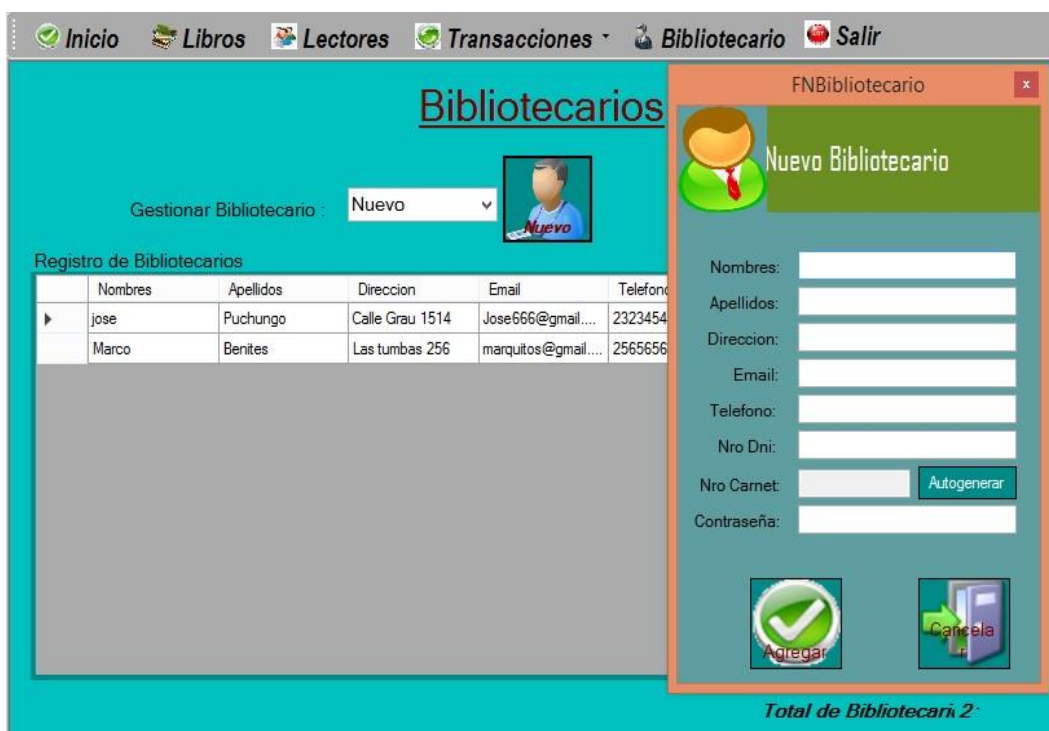 Inicio Libros Lectores Transacciones Bibliotecario Salir
Bibliotecarios
Gestionar Bibliotecario : Nuevo
Nuevo
Registro de Bibliotecarios
Nombres Apellidos Direccion Email Telefono
jose Puchungo Calle Grau 1514 Jose666@gmail.... 2323454
Marco Benites Las tumbas 256 marquitos@gmail.... 2565656
FNBibliotecario x
Nuevo Bibliotecario
Nombres:
Apellidos:
Direccion:
Email:
Telefono:
Nro Dni:
Nro Carnet: Autogenerar
Contraseña:
Agregar
Cancela
r
Total de Bibliotecari 2